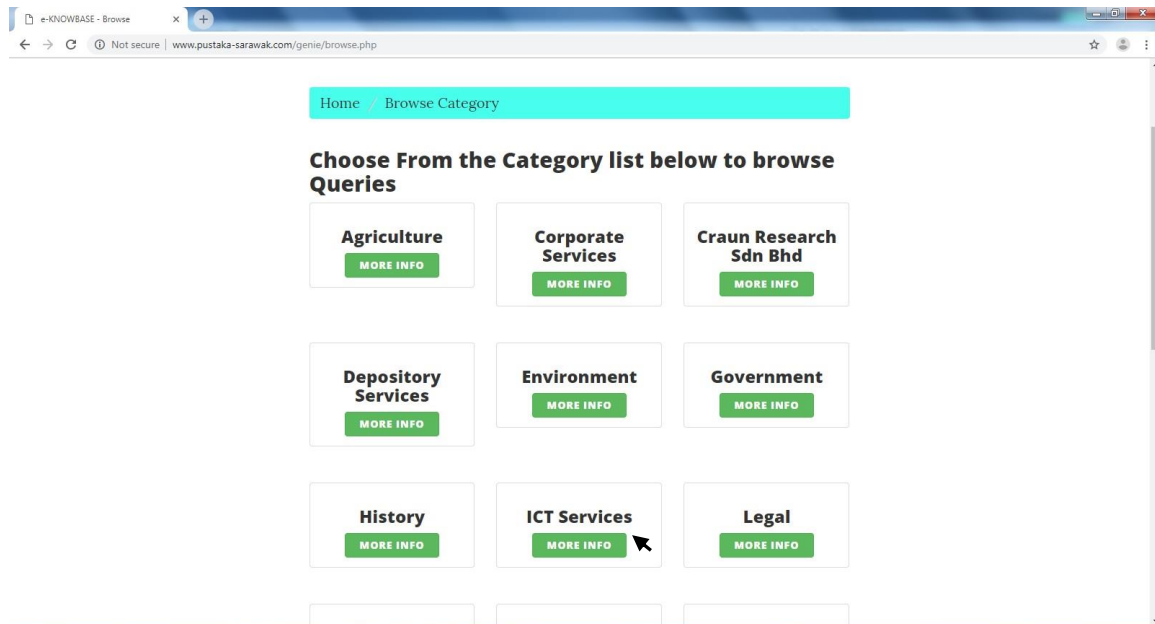 e-KNOWBASE - Browse
Not secure | www.pustaka-sarawak.com/genie/browse.php
Home / Browse Category
Choose From the Category list below to browse
Queries
Agriculture
MORE INFO
Corporate
Services
MORE INFO
Craun Research
Sdn Bhd
MORE INFO
Depository
Services
MORE INFO
Environment
MORE INFO
Government
MORE INFO
History
MORE INFO
ICT Services
MORE INFO
Legal
MORE INFO